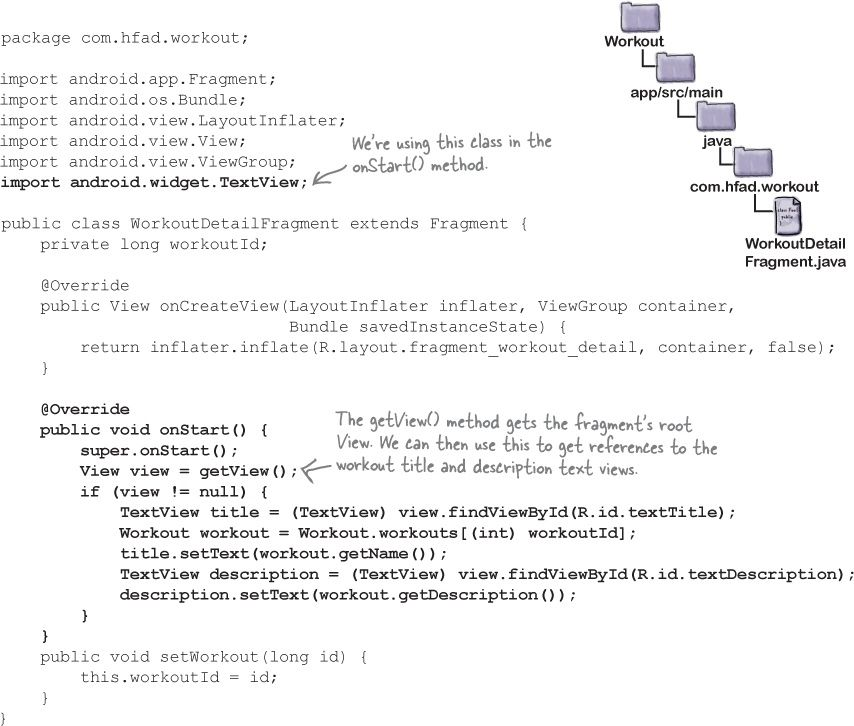 package com.hfad.workout;
import android.app.Fragment;
import android.os.Bundle;
import android.view.LayoutInflater;
import android.view.View;
import android.view.ViewGroup;
import android.widget.TextView;
We're using this class in the
onStart() method.
Workout
app/src/main
java
com.hfad.workout
WorkoutDetail
Fragment.java
public class WorkoutDetailFragment extends Fragment {
    private long workoutId;
    @Override
    public View onCreateView(LayoutInflater inflater, ViewGroup container,
                             Bundle savedInstanceState) {
        return inflater.inflate(R.layout.fragment_workout_detail, container, false);
    }
    @Override
    public void onStart() {
        super.onStart();
        View view = getView();
The getView() method gets the fragment's root
View. We can then use this to get references to the
workout title and description text views.
        if (view != null) {
            TextView title = (TextView) view.findViewById(R.id.textTitle);
            Workout workout = Workout.workouts[(int) workoutId];
            title.setText(workout.getName());
            TextView description = (TextView) view.findViewById(R.id.textDescription);
            description.setText(workout.getDescription());
        }
    }
    public void setWorkout(long id) {
        this.workoutId = id;
    }
}